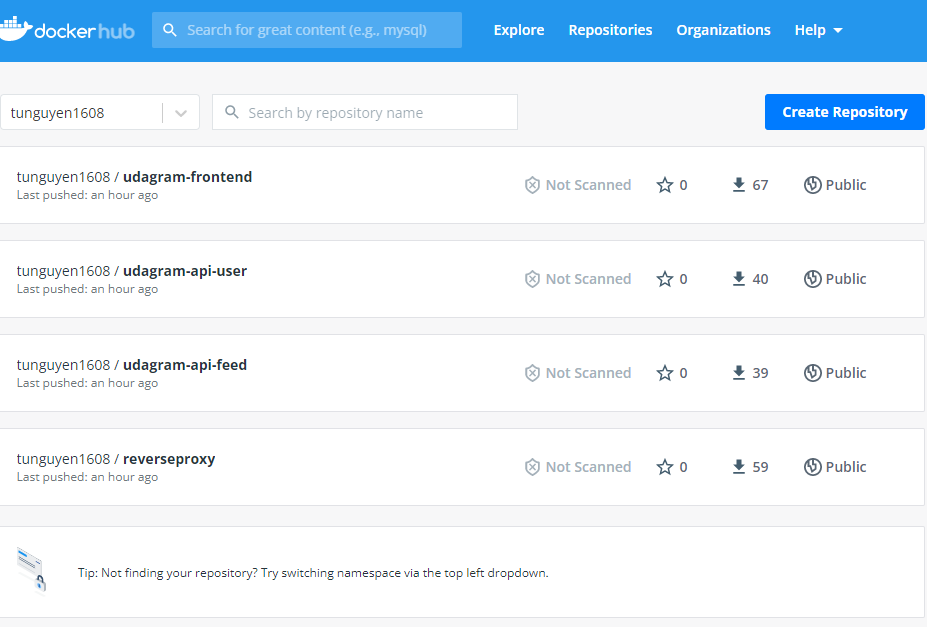 docker hub
Search for great content (e.g., mysql)
Explore
Repositories
Organizations
Help
tunguyen1608
Search by repository name
Create Repository
tunguyen1608 / udagram-frontend
Last pushed: an hour ago
Not Scanned
0
67
Public
tunguyen1608 / udagram-api-user
Last pushed: an hour ago
Not Scanned
0
40
Public
tunguyen1608 / udagram-api-feed
Last pushed: an hour ago
Not Scanned
0
39
Public
tunguyen1608 / reverseproxy
Last pushed: an hour ago
Not Scanned
0
59
Public
Tip: Not finding your repository? Try switching namespace via the top left dropdown.